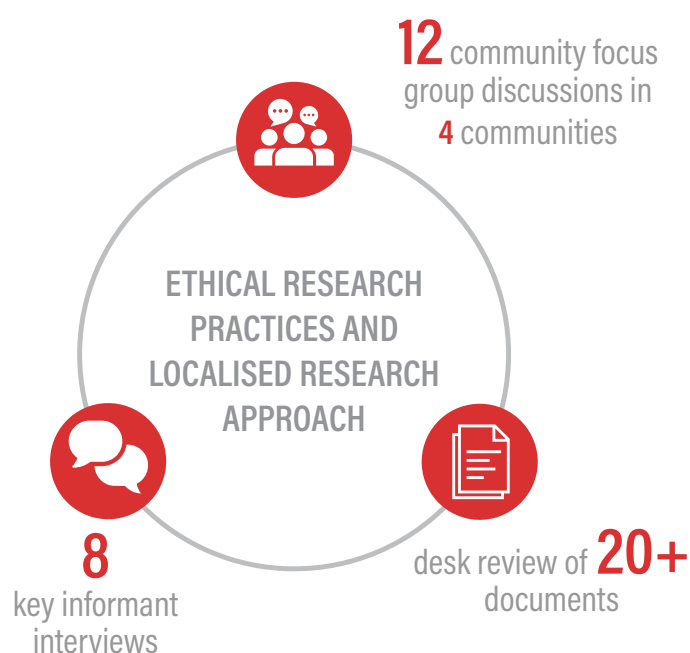 12 community focus
group discussions in
4 communities
ETHICAL RESEARCH
PRACTICES AND
LOCALISED RESEARCH
APPROACH
8
key informant
interviews
desk review of 20+
documents